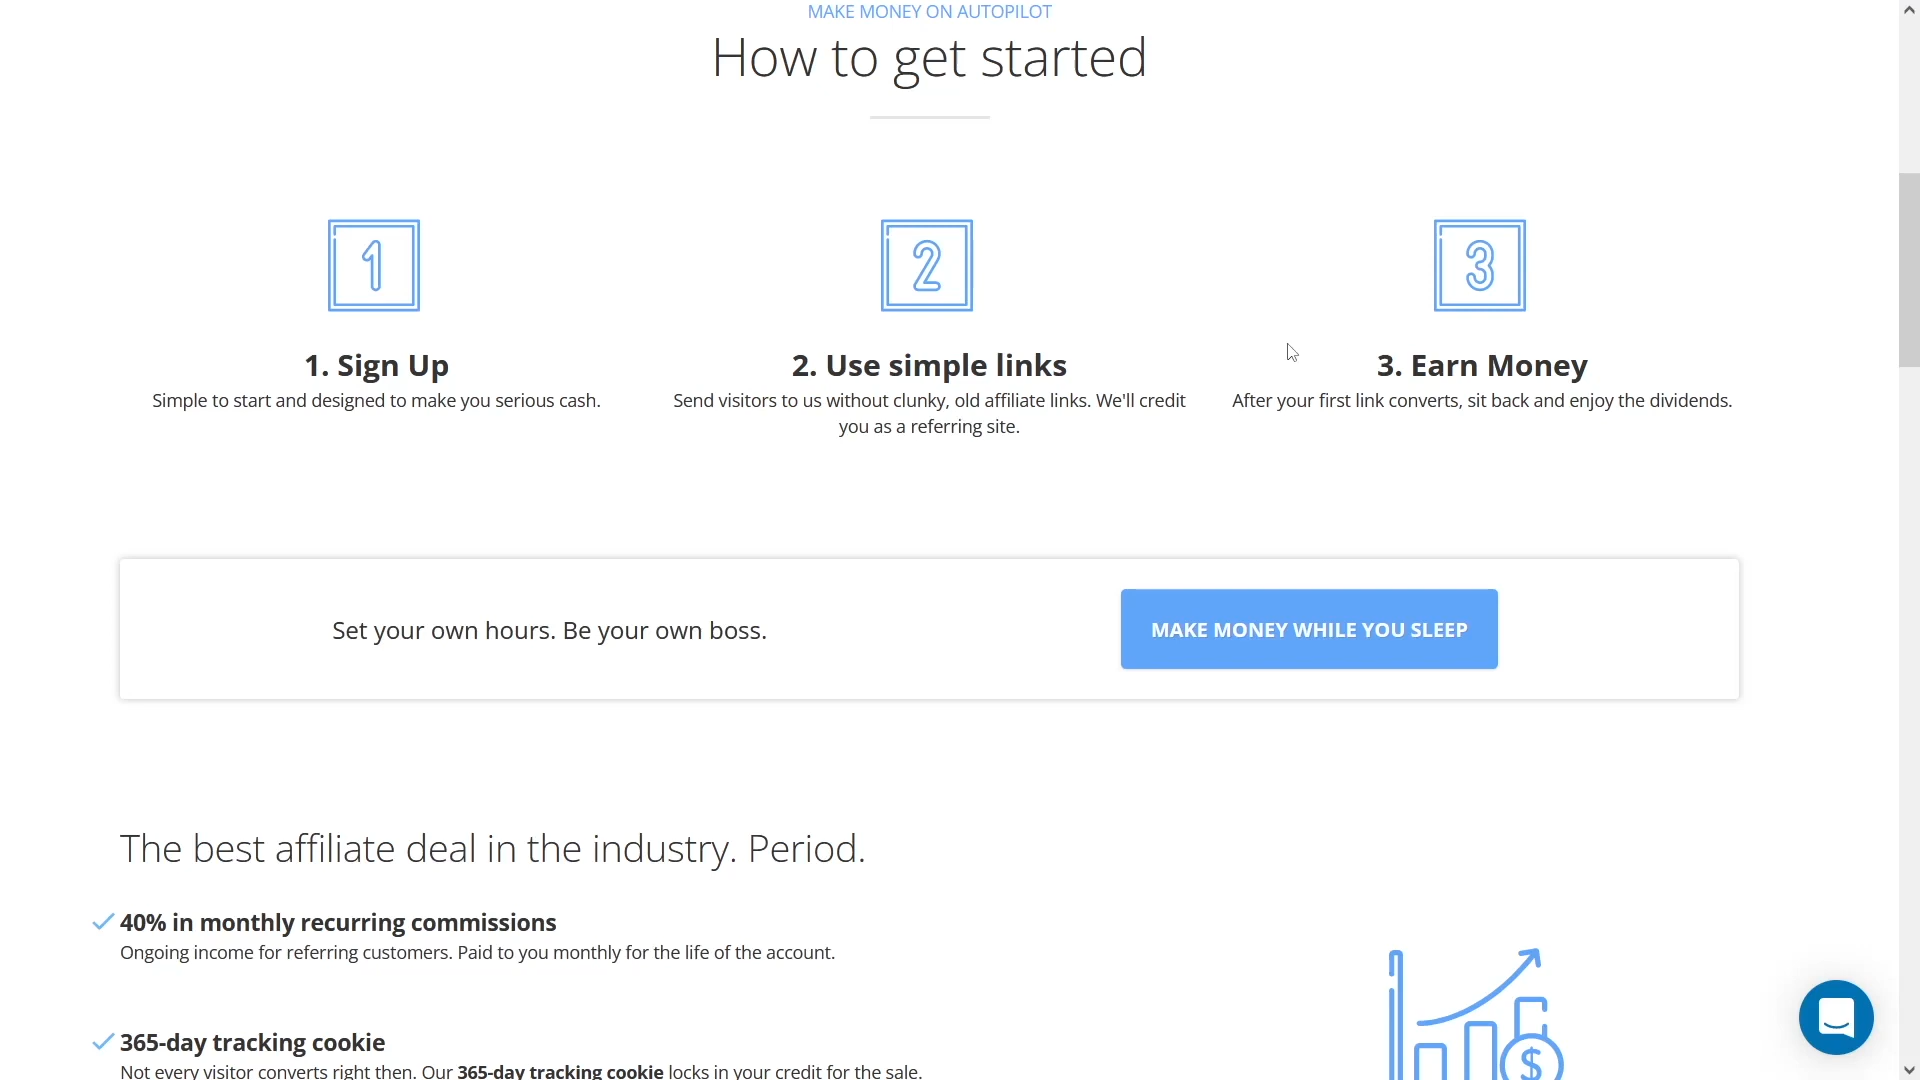 MAKE MONEY ON AUTOPILOT
How to get started
1
2
3
1. Sign Up
Simple to start and designed to make you serious cash.
2. Use simple links
Send visitors to us without clunky, old affiliate links. We'll credit
you as a referring site.
3. Earn Money
After your first link converts, sit back and enjoy the dividends.
Set your own hours. Be your own boss.
MAKE MONEY WHILE YOU SLEEP
The best affiliate deal in the industry. Period.
40% in monthly recurring commissions
Ongoing income for referring customers. Paid to you monthly for the life of the account.
365-day tracking cookie
Not every visitor converts right then. Our 365-day tracking cookie locks in your credit for the sale.
$